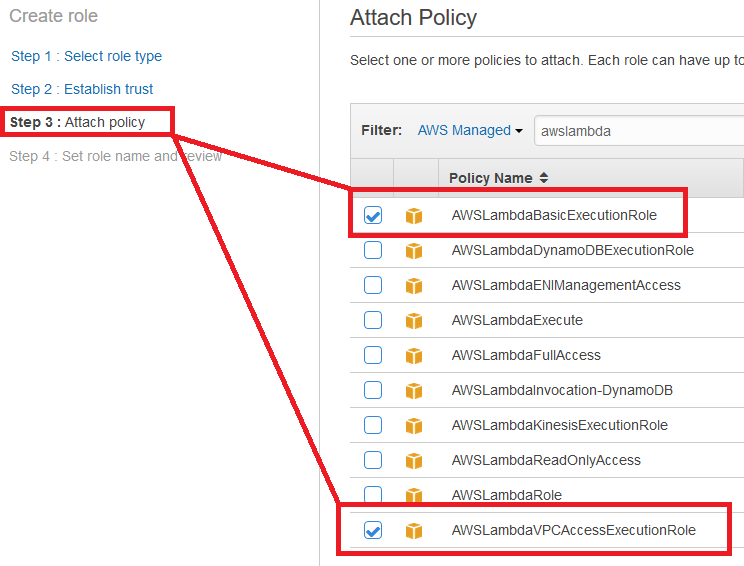 Create role
Step 1 : Select role type
Step 2 : Establish trust
Step 3 : Attach policy
Step 4 : Set role name and review
Attach Policy
Select one or more policies to attach. Each role can have up to
Filter: AWS Managed awslambda
Policy Name
AWSLambdaBasicExecutionRole
AWSLambdaDynamoDBExecutionRole
AWSLambdaENIManagementAccess
AWSLambdaExecute
AWSLambdaFullAccess
AWSLambdaInvocation-DynamoDB
AWSLambdaKinesisExecutionRole
AWSLambdaReadOnlyAccess
AWSLambdaRole
AWSLambdaVPCAccessExecutionRole